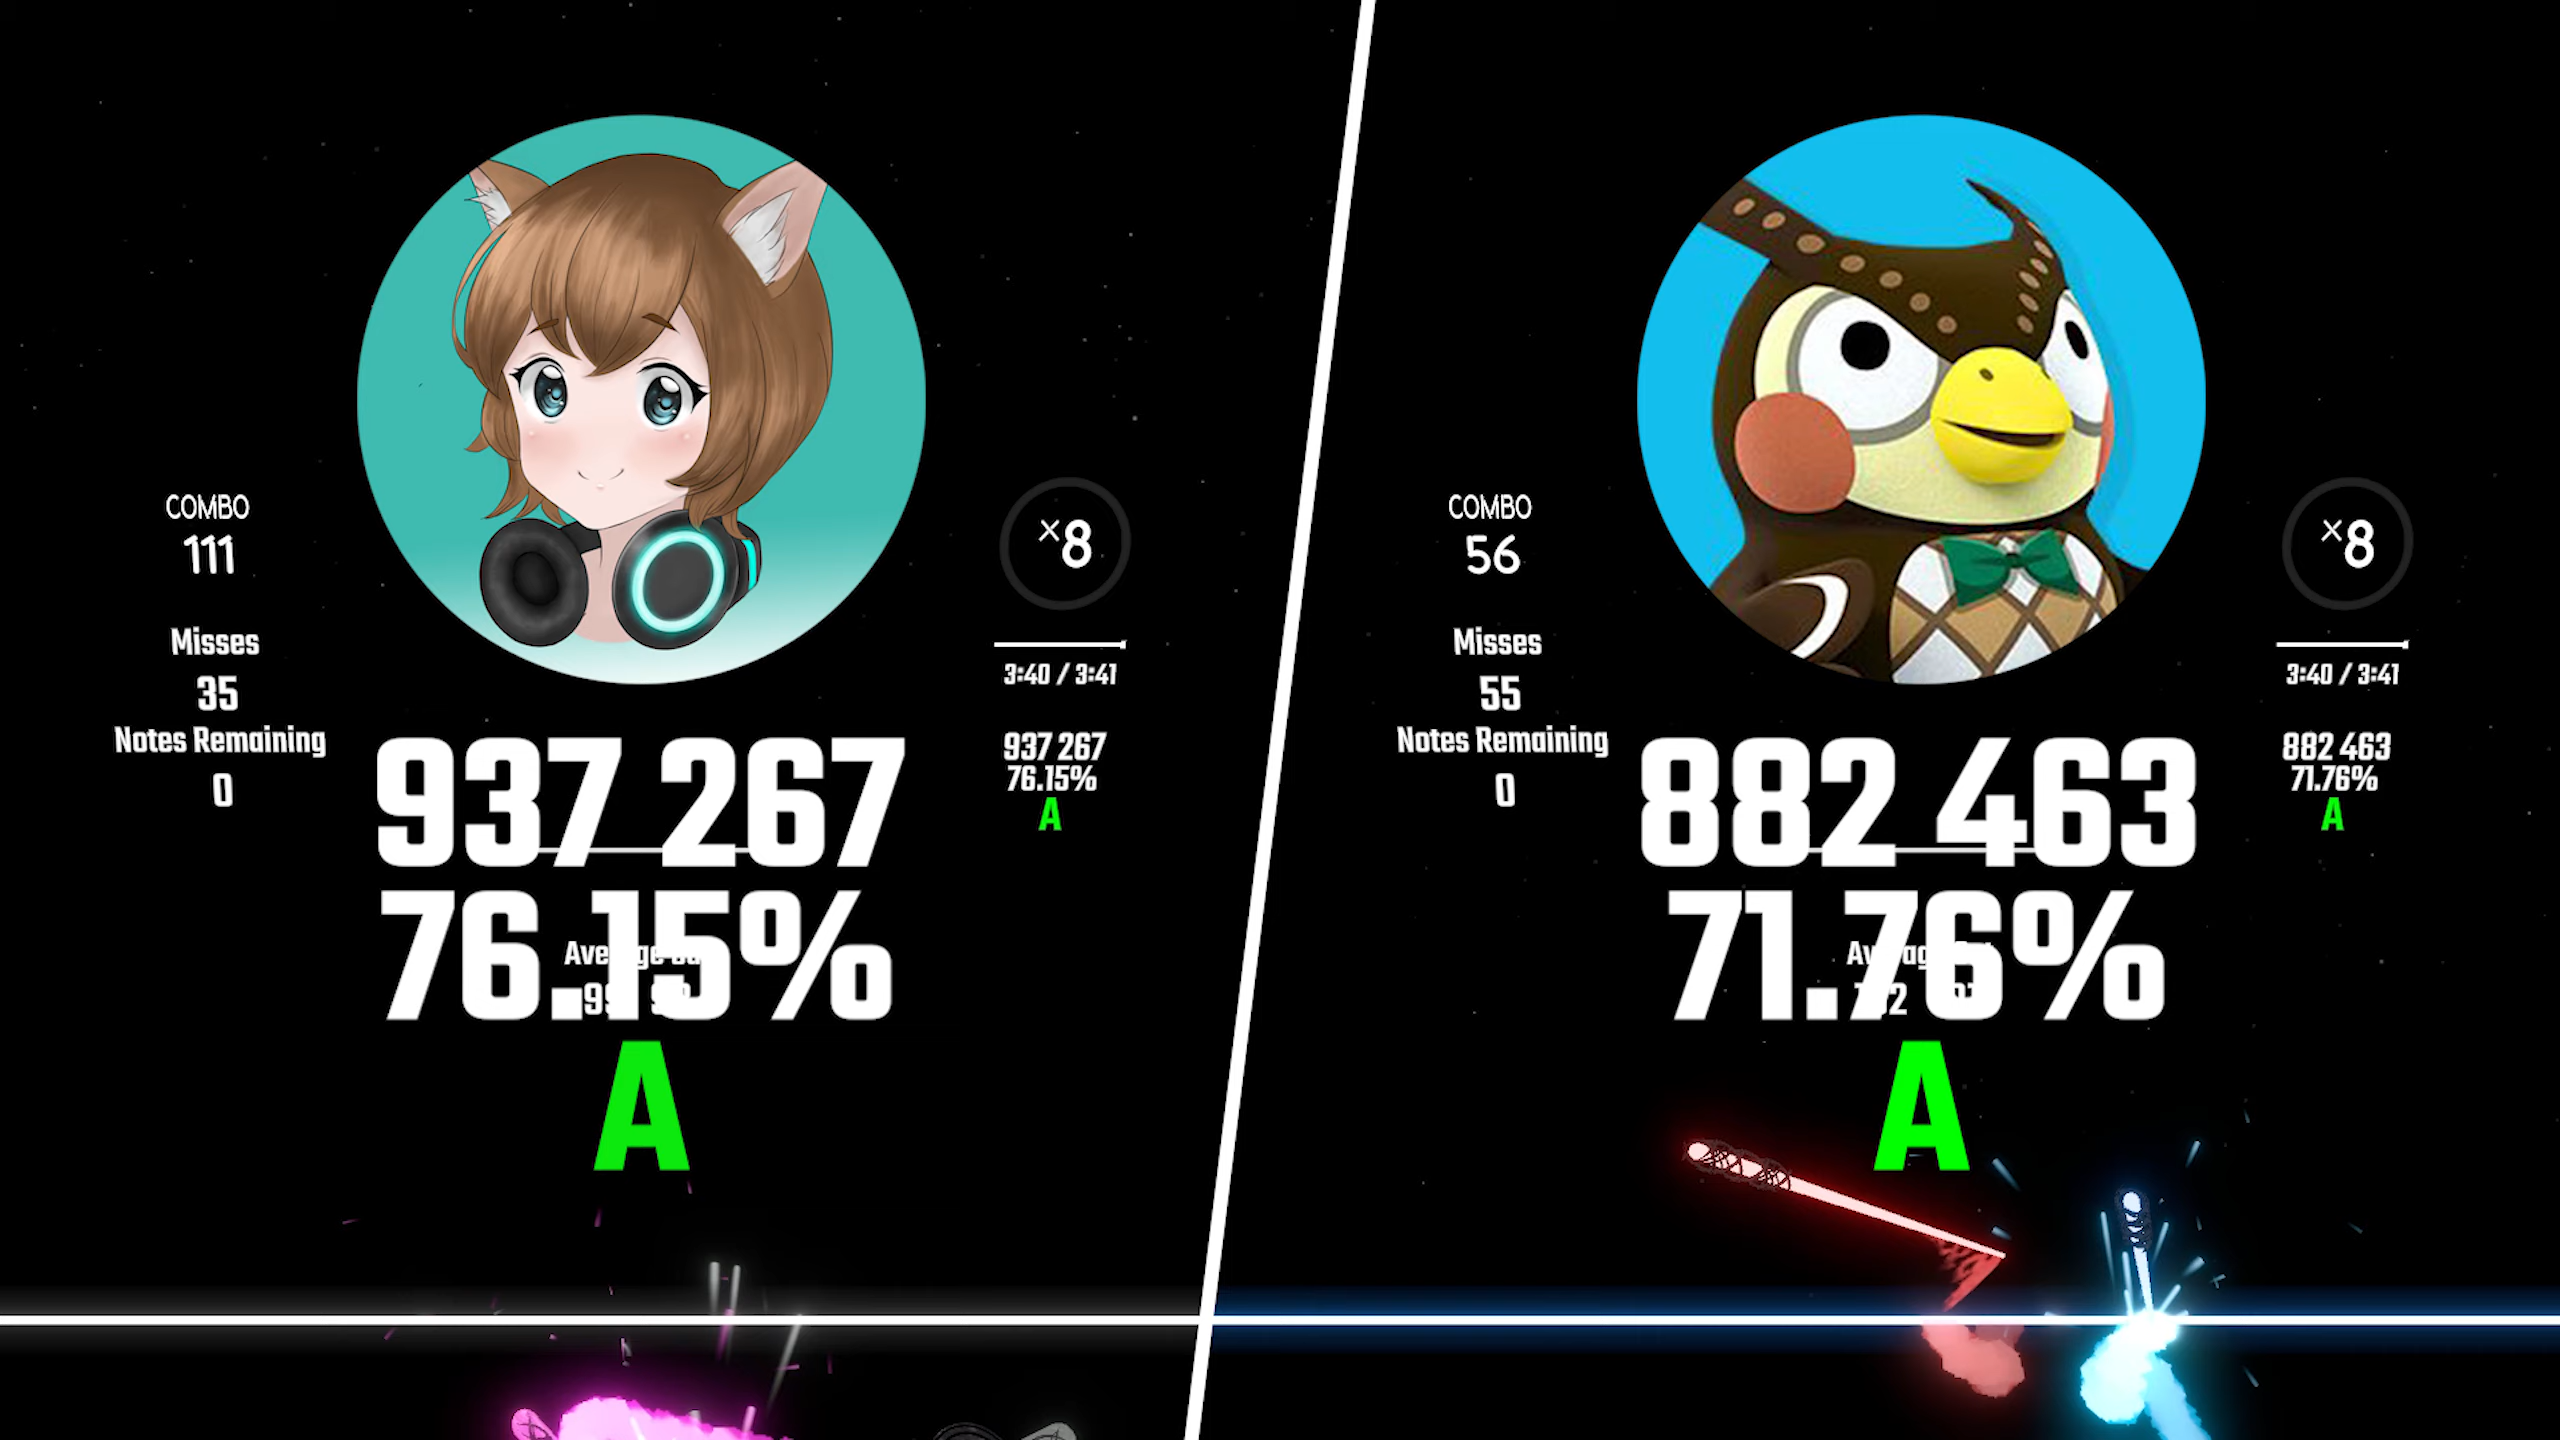 COMBO
111
Misses
35
Notes Remaining
0
×8
3:40 / 3:41
937 267
76.15%
A
937 267
76.15%
A
COMBO
56
Misses
55
Notes Remaining
0
×8
3:40 / 3:41
882 463
71.76%
A
882 463
71.76%
A